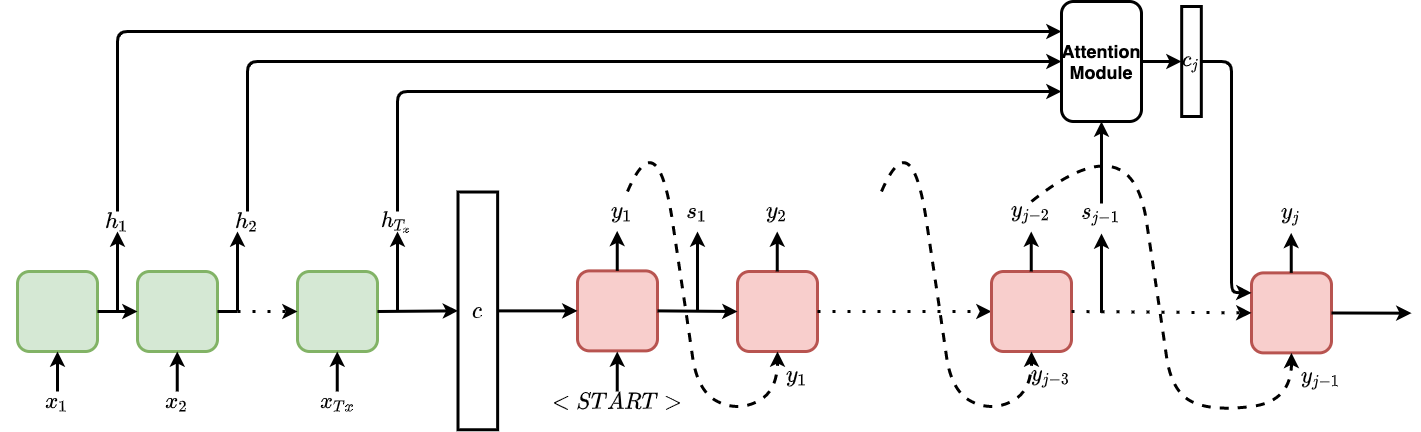 Attention
Module
c_j
h_1
h_2
h_{T_x}
y_1
s_1
y_2
y_{j-2}
s_{j-1}
y_j
c
x_1
x_2
x_{Tx}
< START >
y_1
y_{j-3}
y_{j-1}